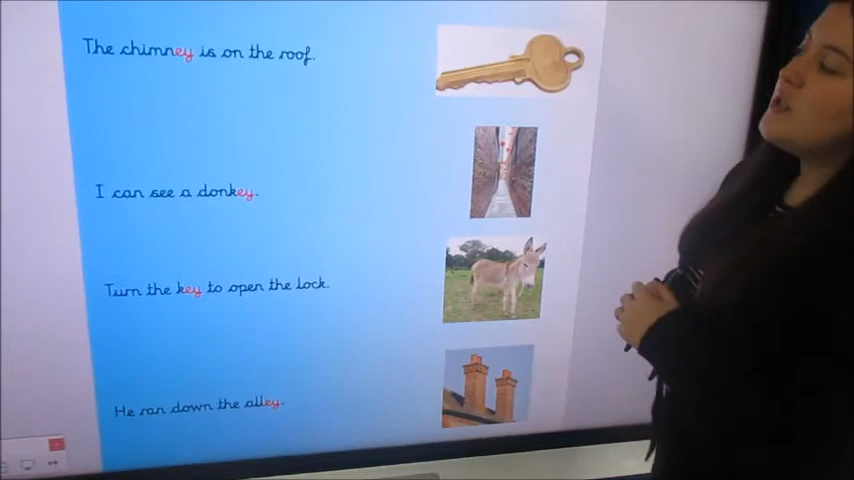 The chimney is on the roof.
I can see a donkey.
Turn the key to open the lock.
He ran down the alley.